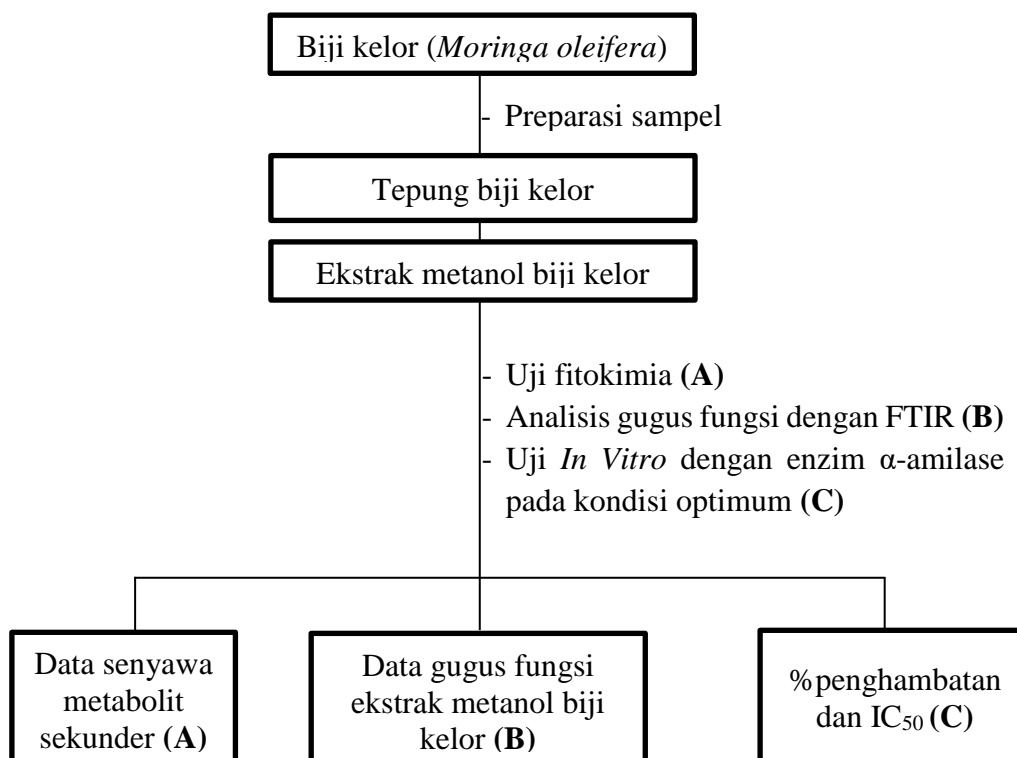 Biji kelor (Moringa oleifera)
- Preparasi sampel
Tepung biji kelor
Ekstrak metanol biji kelor
- Uji fitokimia (A)
- Analisis gugus fungsi dengan FTIR (B)
- Uji In Vitro dengan enzim α-amilase
pada kondisi optimum (C)
Data senyawa
metabolit
sekunder (A)
Data gugus fungsi
ekstrak metanol biji
kelor (B)
%penghambatan
dan IC₅₀ (C)